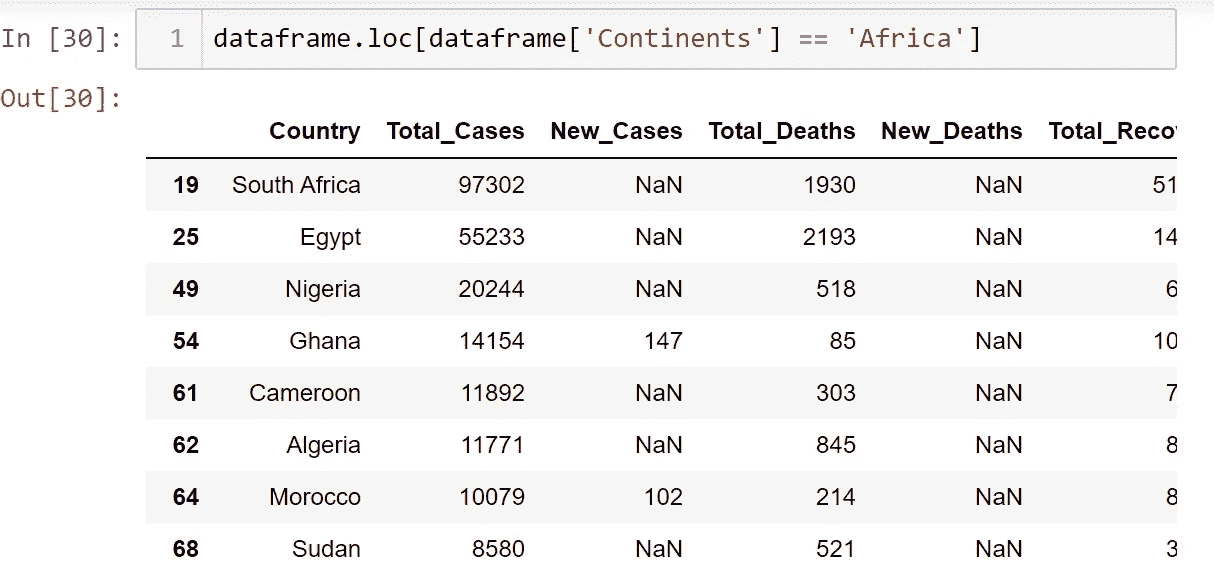 In [30]: 1 dataframe.loc[dataframe['Continents'] == 'Africa']
Out[30]:
Country Total_Cases New_Cases Total_Deaths New_Deaths Total_Reco
19 South Africa 97302 NaN 1930 NaN 51
25 Egypt 55233 NaN 2193 NaN 14
49 Nigeria 20244 NaN 518 NaN 6
54 Ghana 14154 147 85 NaN 10
61 Cameroon 11892 NaN 303 NaN 7
62 Algeria 11771 NaN 845 NaN 8
64 Morocco 10079 102 214 NaN 8
68 Sudan 8580 NaN 521 NaN 3